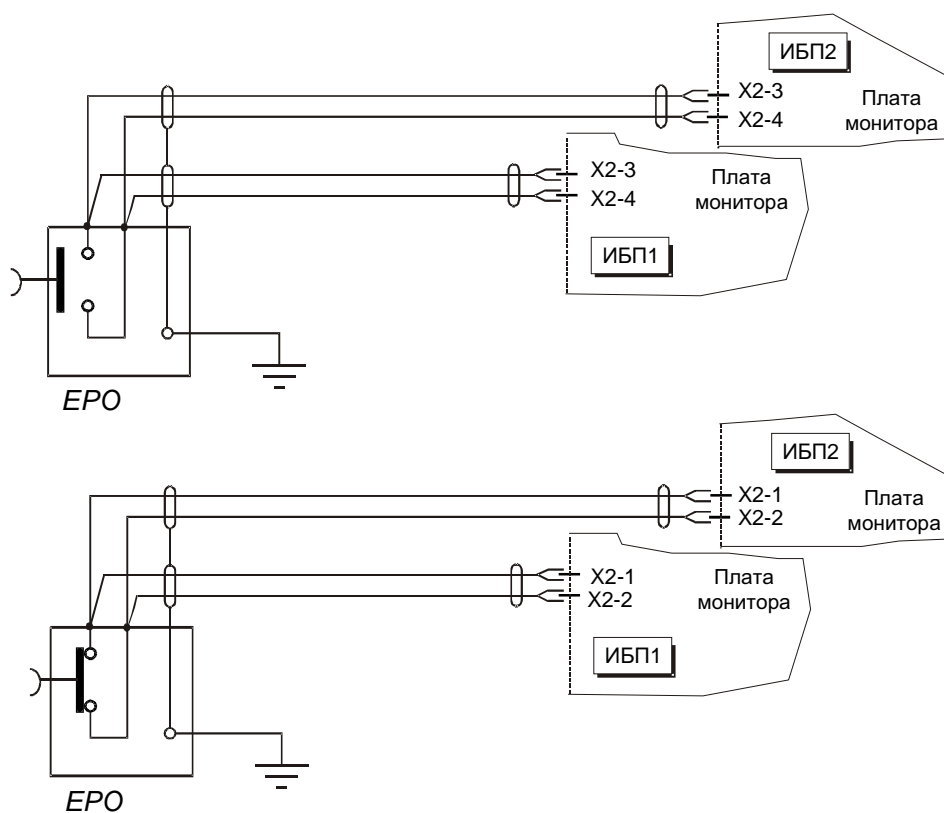 ИБП2
X2-3
X2-4
Плата
монитора
X2-3
X2-4
Плата
монитора
ИБП1
EPO
ИБП2
X2-1
X2-2
Плата
монитора
X2-1
X2-2
Плата
монитора
ИБП1
EPO